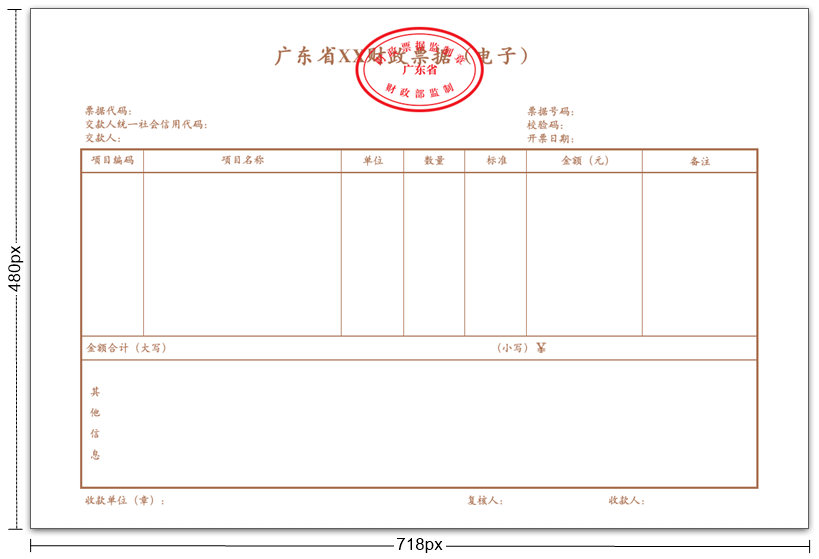 广东省XX财政票据（电子）
财政票据监制章
广东省
财政部监制
票据代码：
票据号码：
交款人统一社会信用代码：
校验码：
交款人：
开票日期：
项目编码 项目名称 单位 数量 标准 金额（元） 备注
金额合计（大写） （小写）￥
其
他
信
息
收款单位（章）： 复核人： 收款人：
480px
718px